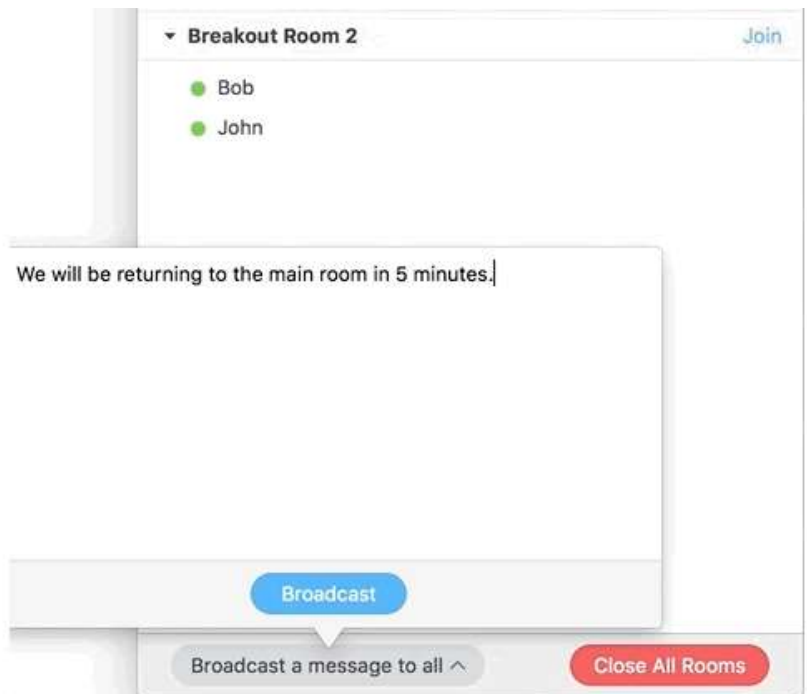 Breakout Room 2 Join
Bob
John
We will be returning to the main room in 5 minutes.
Broadcast
Broadcast a message to all
Close All Rooms